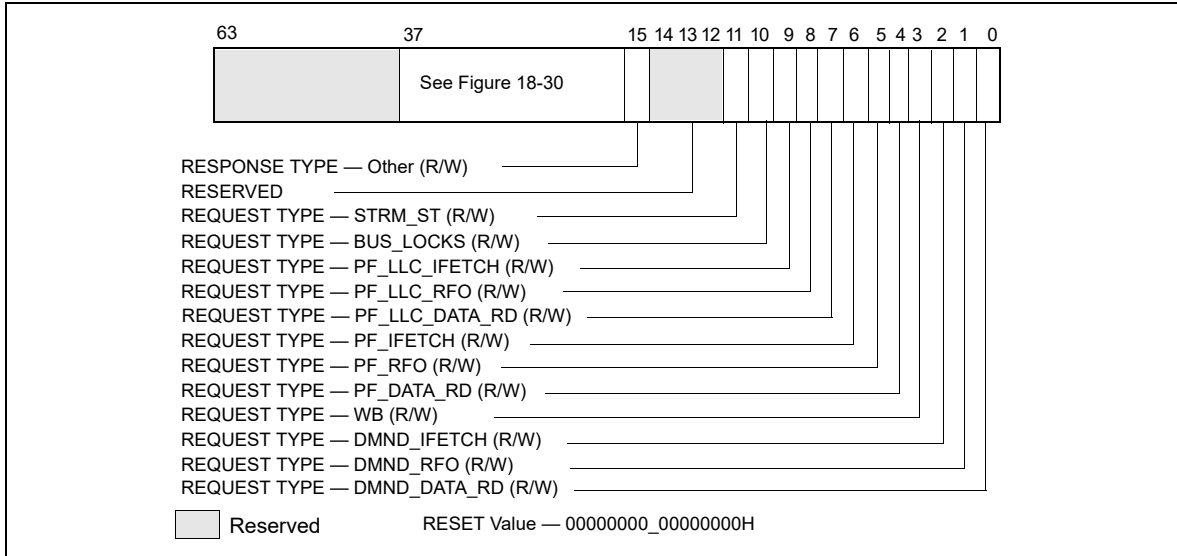 63 37 15 14 13 12 11 10 9 8 7 6 5 4 3 2 1 0
See Figure 18-30
RESPONSE TYPE — Other (R/W)
RESERVED
REQUEST TYPE — STRM_ST (R/W)
REQUEST TYPE — BUS_LOCKS (R/W)
REQUEST TYPE — PF_LLC_IFETCH (R/W)
REQUEST TYPE — PF_LLC_RFO (R/W)
REQUEST TYPE — PF_LLC_DATA_RD (R/W)
REQUEST TYPE — PF_IFETCH (R/W)
REQUEST TYPE — PF_RFO (R/W)
REQUEST TYPE — PF_DATA_RD (R/W)
REQUEST TYPE — WB (R/W)
REQUEST TYPE — DMND_IFETCH (R/W)
REQUEST TYPE — DMND_RFO (R/W)
REQUEST TYPE — DMND_DATA_RD (R/W)
Reserved RESET Value — 00000000_00000000H